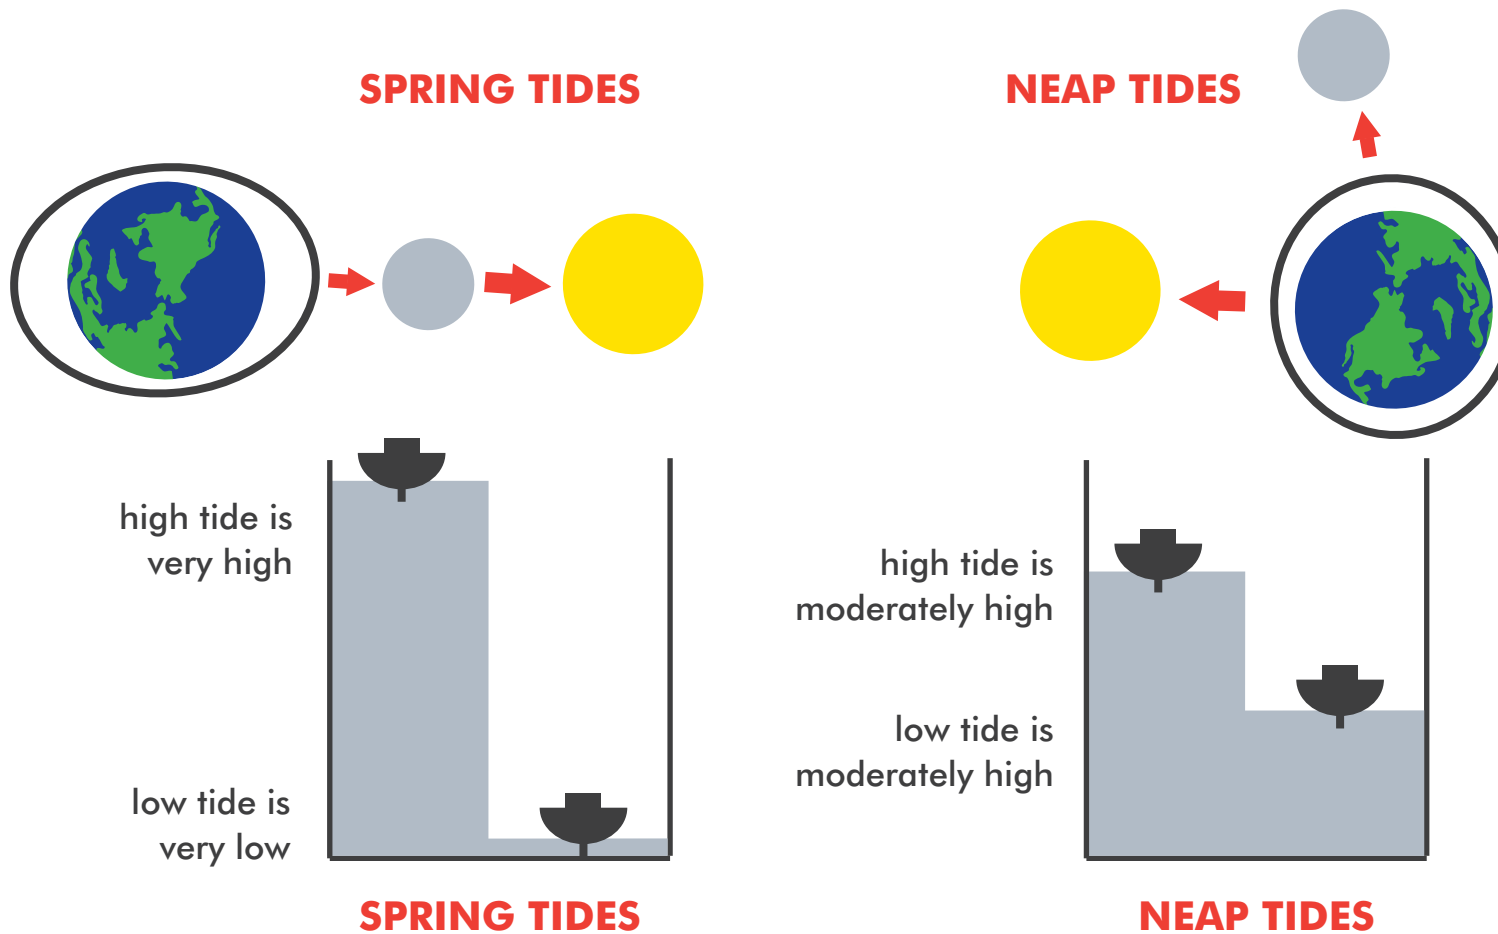 SPRING TIDES
NEAP TIDES
high tide is
very high
low tide is
very low
high tide is
moderately high
low tide is
moderately high
SPRING TIDES
NEAP TIDES